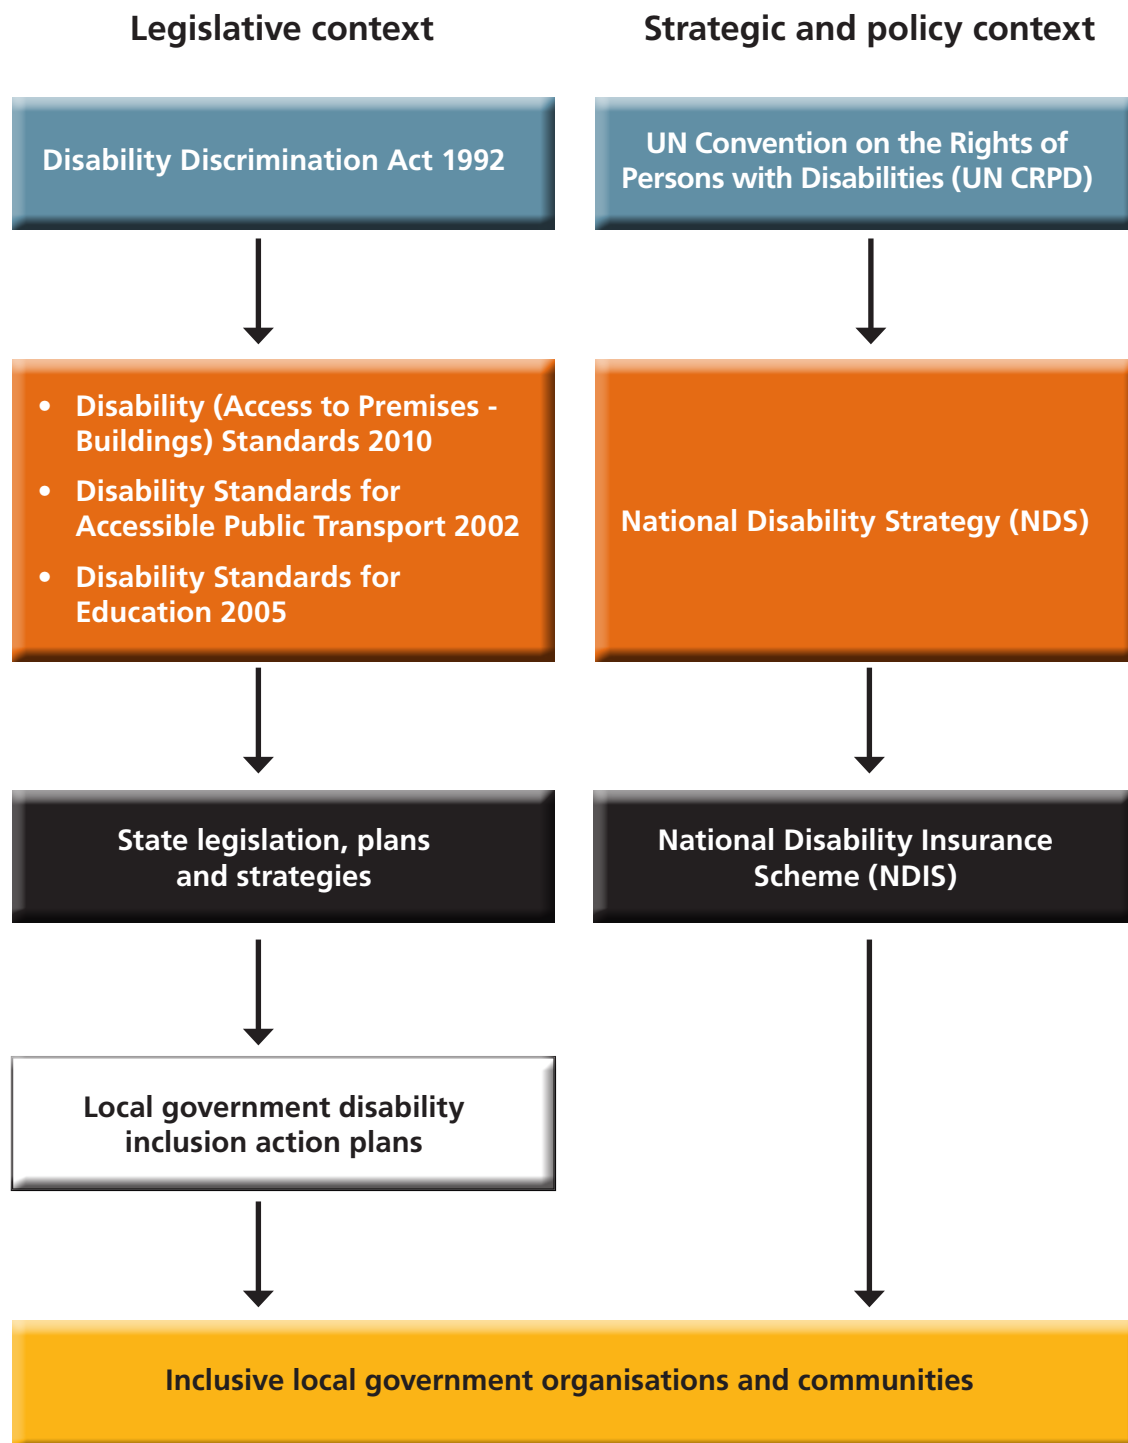 Legislative context
Strategic and policy context
Disability Discrimination Act 1992
UN Convention on the Rights of
Persons with Disabilities (UN CRPD)
• Disability (Access to Premises -
Buildings) Standards 2010
• Disability Standards for
Accessible Public Transport 2002
• Disability Standards for
Education 2005
National Disability Strategy (NDS)
State legislation, plans
and strategies
National Disability Insurance
Scheme (NDIS)
Local government disability
inclusion action plans
Inclusive local government organisations and communities